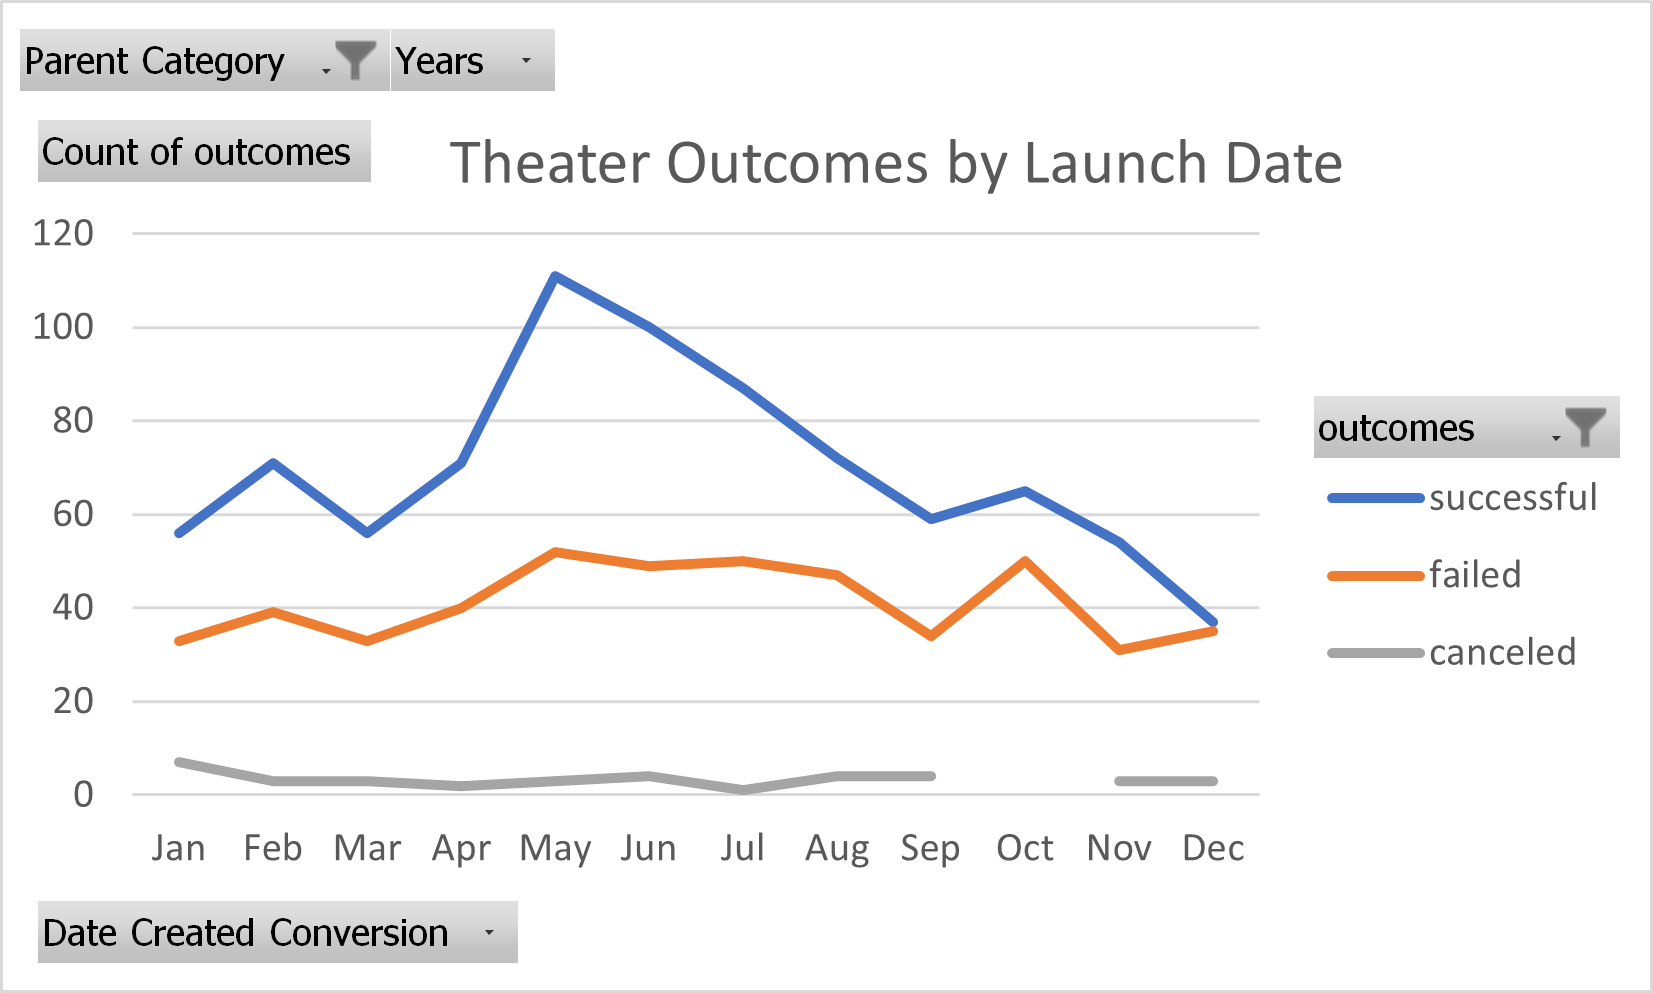 Parent Category Years
Count of outcomes
Theater Outcomes by Launch Date
120
100
80
60
40
20
0
Jan Feb Mar Apr May Jun Jul Aug Sep Oct Nov Dec
outcomes
successful
failed
canceled
Date Created Conversion